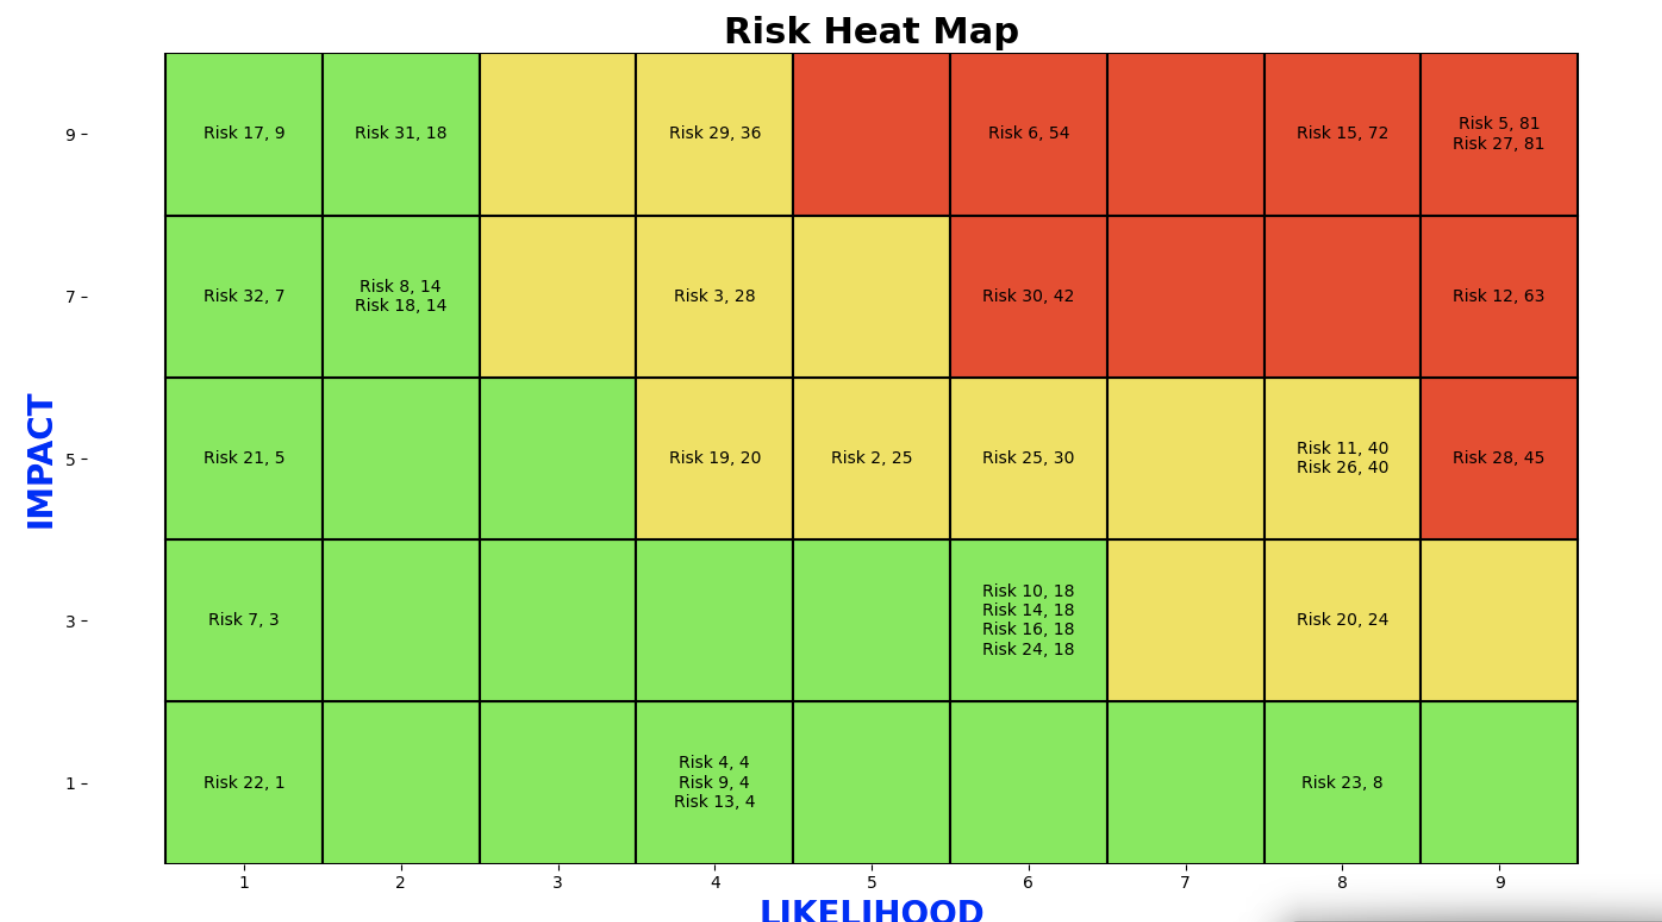 Risk Heat Map
9
Risk 17, 9
Risk 31, 18
Risk 29, 36
Risk 6, 54
Risk 15, 72
Risk 5, 81
Risk 27, 81
7
Risk 32, 7
Risk 8, 14
Risk 18, 14
Risk 3, 28
Risk 30, 42
Risk 12, 63
IMPACT
5
Risk 21, 5
Risk 19, 20
Risk 2, 25
Risk 25, 30
Risk 11, 40
Risk 26, 40
Risk 28, 45
3
Risk 7, 3
Risk 10, 18
Risk 14, 18
Risk 16, 18
Risk 24, 18
Risk 20, 24
1
Risk 22, 1
Risk 4, 4
Risk 9, 4
Risk 13, 4
Risk 23, 8
1 2 3 4 5 6 7 8 9
LIKELIHOOD